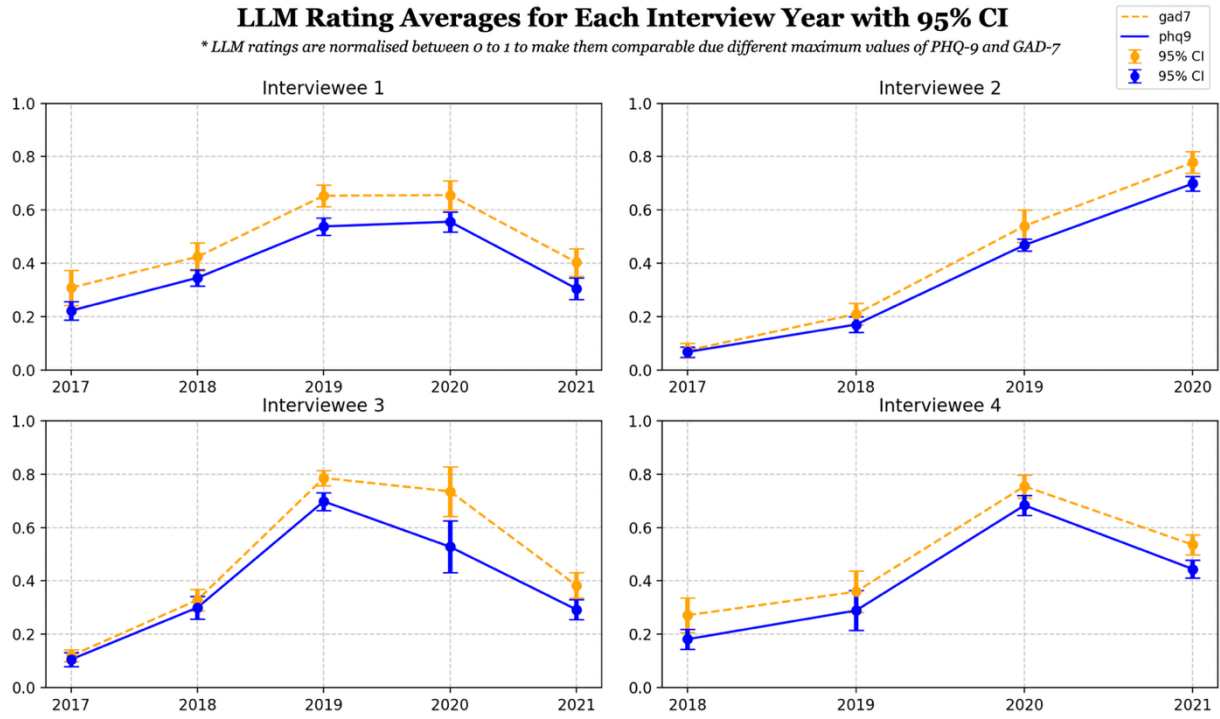 LLM Rating Averages for Each Interview Year with 95% CI
* LLM ratings are normalised between 0 to 1 to make them comparable due different maximum values of PHQ-9 and GAD-7
gad7
phq9
95% CI
95% CI
Interviewee 1
1.0
0.8
0.6
0.4
0.2
0.0
2017 2018 2019 2020 2021
Interviewee 2
1.0
0.8
0.6
0.4
0.2
0.0
2017 2018 2019 2020
Interviewee 3
1.0
0.8
0.6
0.4
0.2
0.0
2017 2018 2019 2020 2021
Interviewee 4
1.0
0.8
0.6
0.4
0.2
0.0
2018 2019 2020 2021